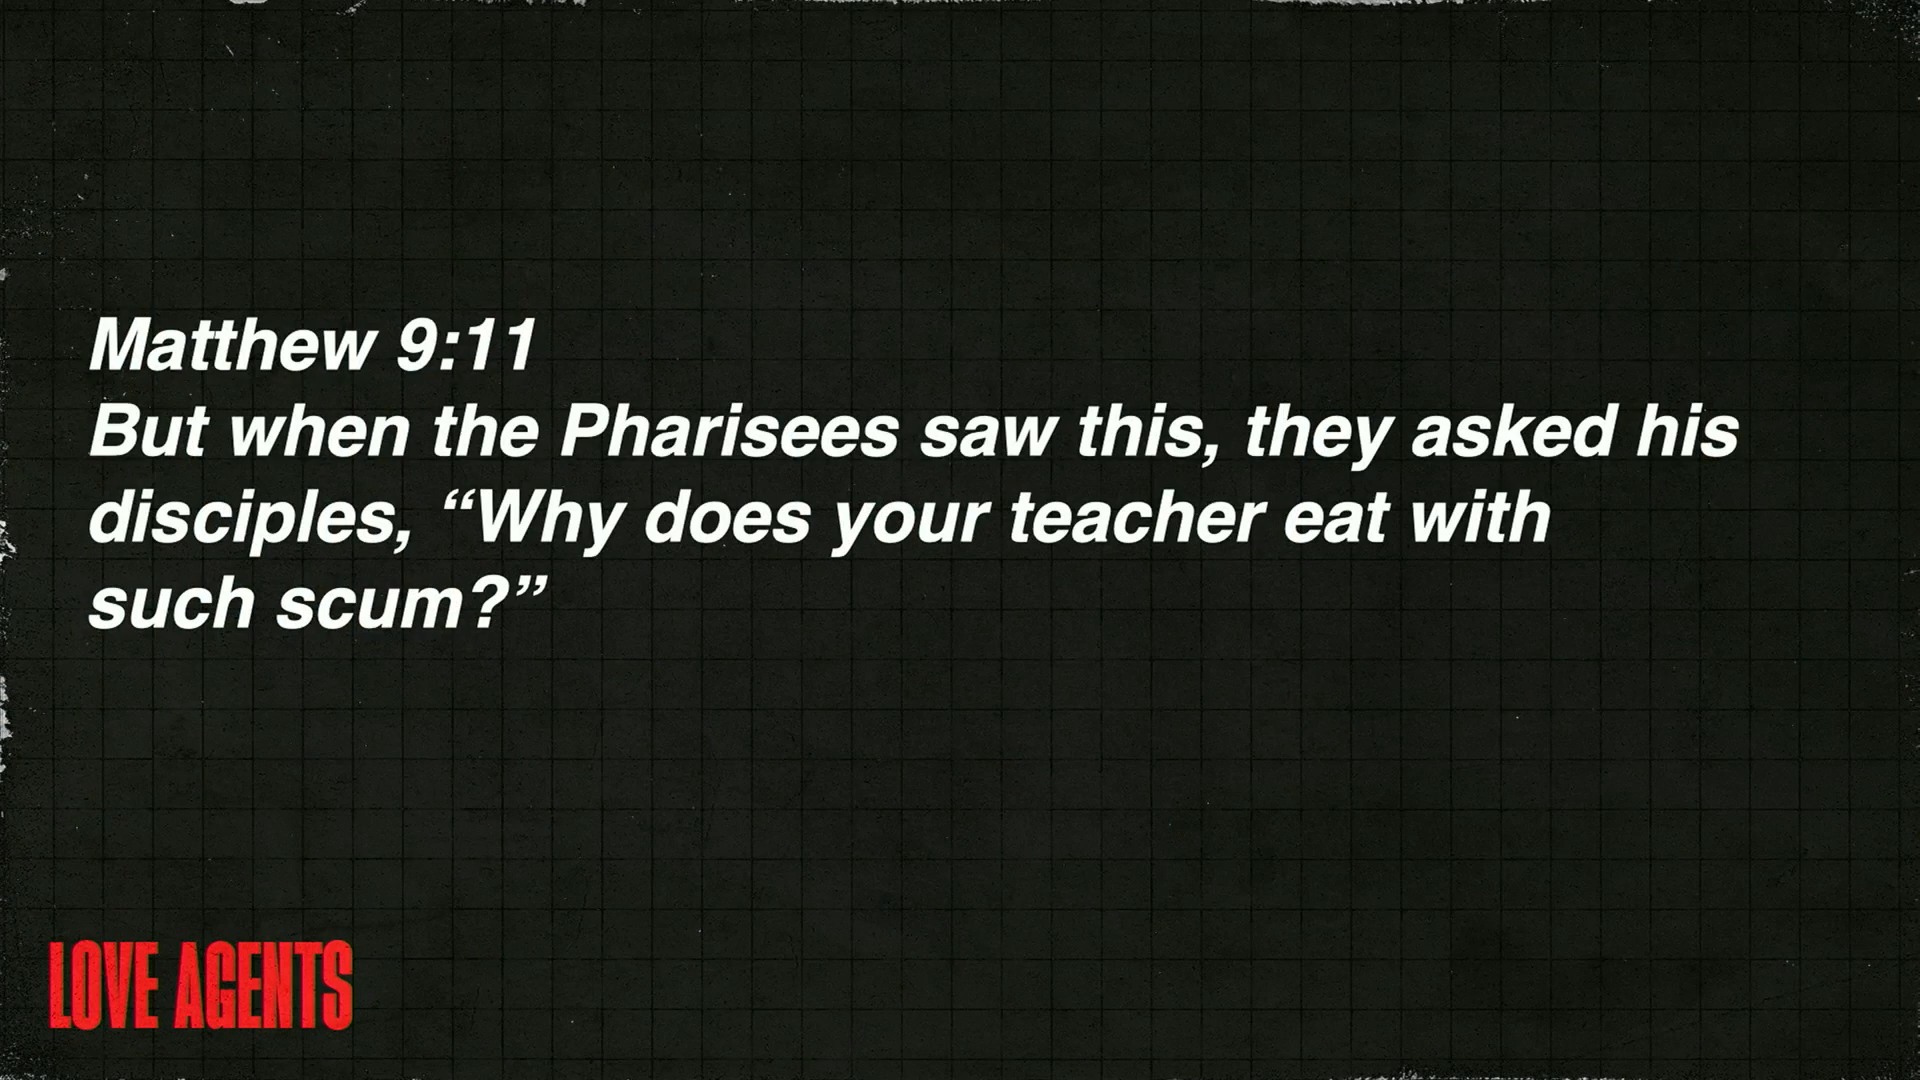 Matthew 9:11
But when the Pharisees saw this, they asked his
disciples, “Why does your teacher eat with
such scum?”
LOVE AGENTS